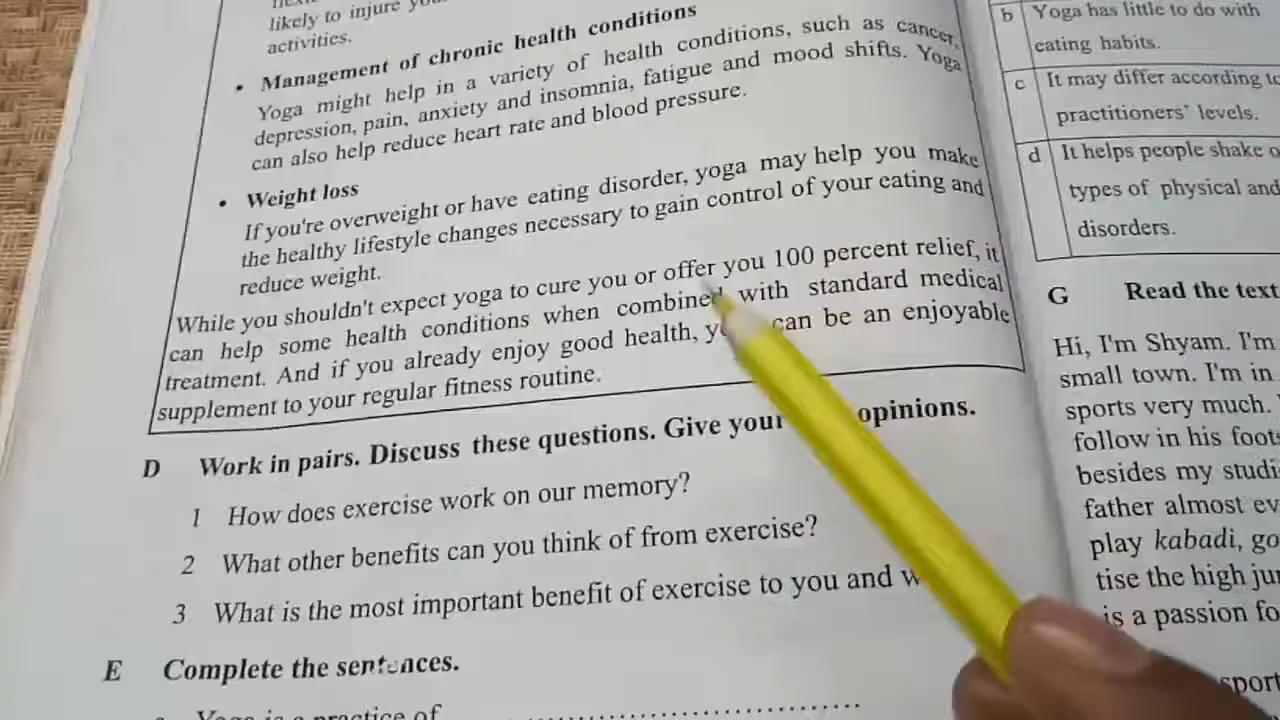 likely to injure
activities.
• Management of chronic health conditions
Yoga might help in a variety of health conditions, such as cancer,
depression, pain, anxiety and insomnia, fatigue and mood shifts. Yoga
can also help reduce heart rate and blood pressure.
• Weight loss
If you're overweight or have eating disorder, yoga may help you make
the healthy lifestyle changes necessary to gain control of your eating and
reduce weight.
While you shouldn't expect yoga to cure you or offer you 100 percent relief, it
can help some health conditions when combined with standard medical
treatment. And if you already enjoy good health, can be an enjoyable
supplement to your regular fitness routine.
D Work in pairs. Discuss these questions. Give your opinions.
1 How does exercise work on our memory?
2 What other benefits can you think of from exercise?
3 What is the most important benefit of exercise to you and
E Complete the sentences.
Yoga is a practice of
b Yoga has little to do with
eating habits.
c It may differ according to
practitioners' levels.
d It helps people shake
types of physical and
disorders.
G Read the text
Hi, I'm Shyam. I'm
small town. I'm in
sports very much.
follow in his
besides my
father almost
play kabadi,
the high
is a passion